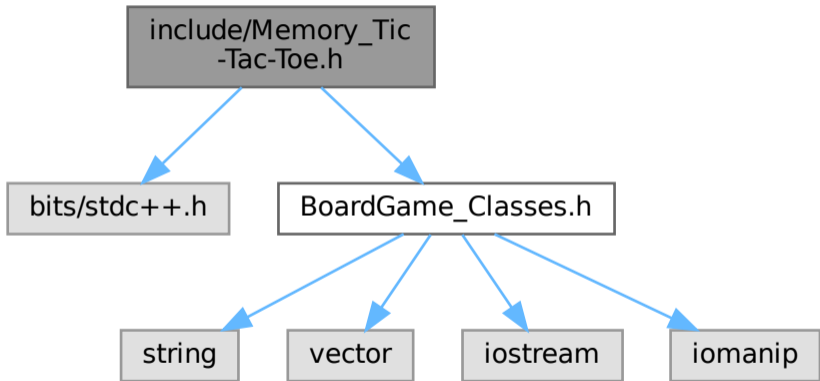 include/Memory_Tic
-Tac-Toe.h
bits/stdc++.h
BoardGame_Classes.h
string
vector
iostream
iomanip